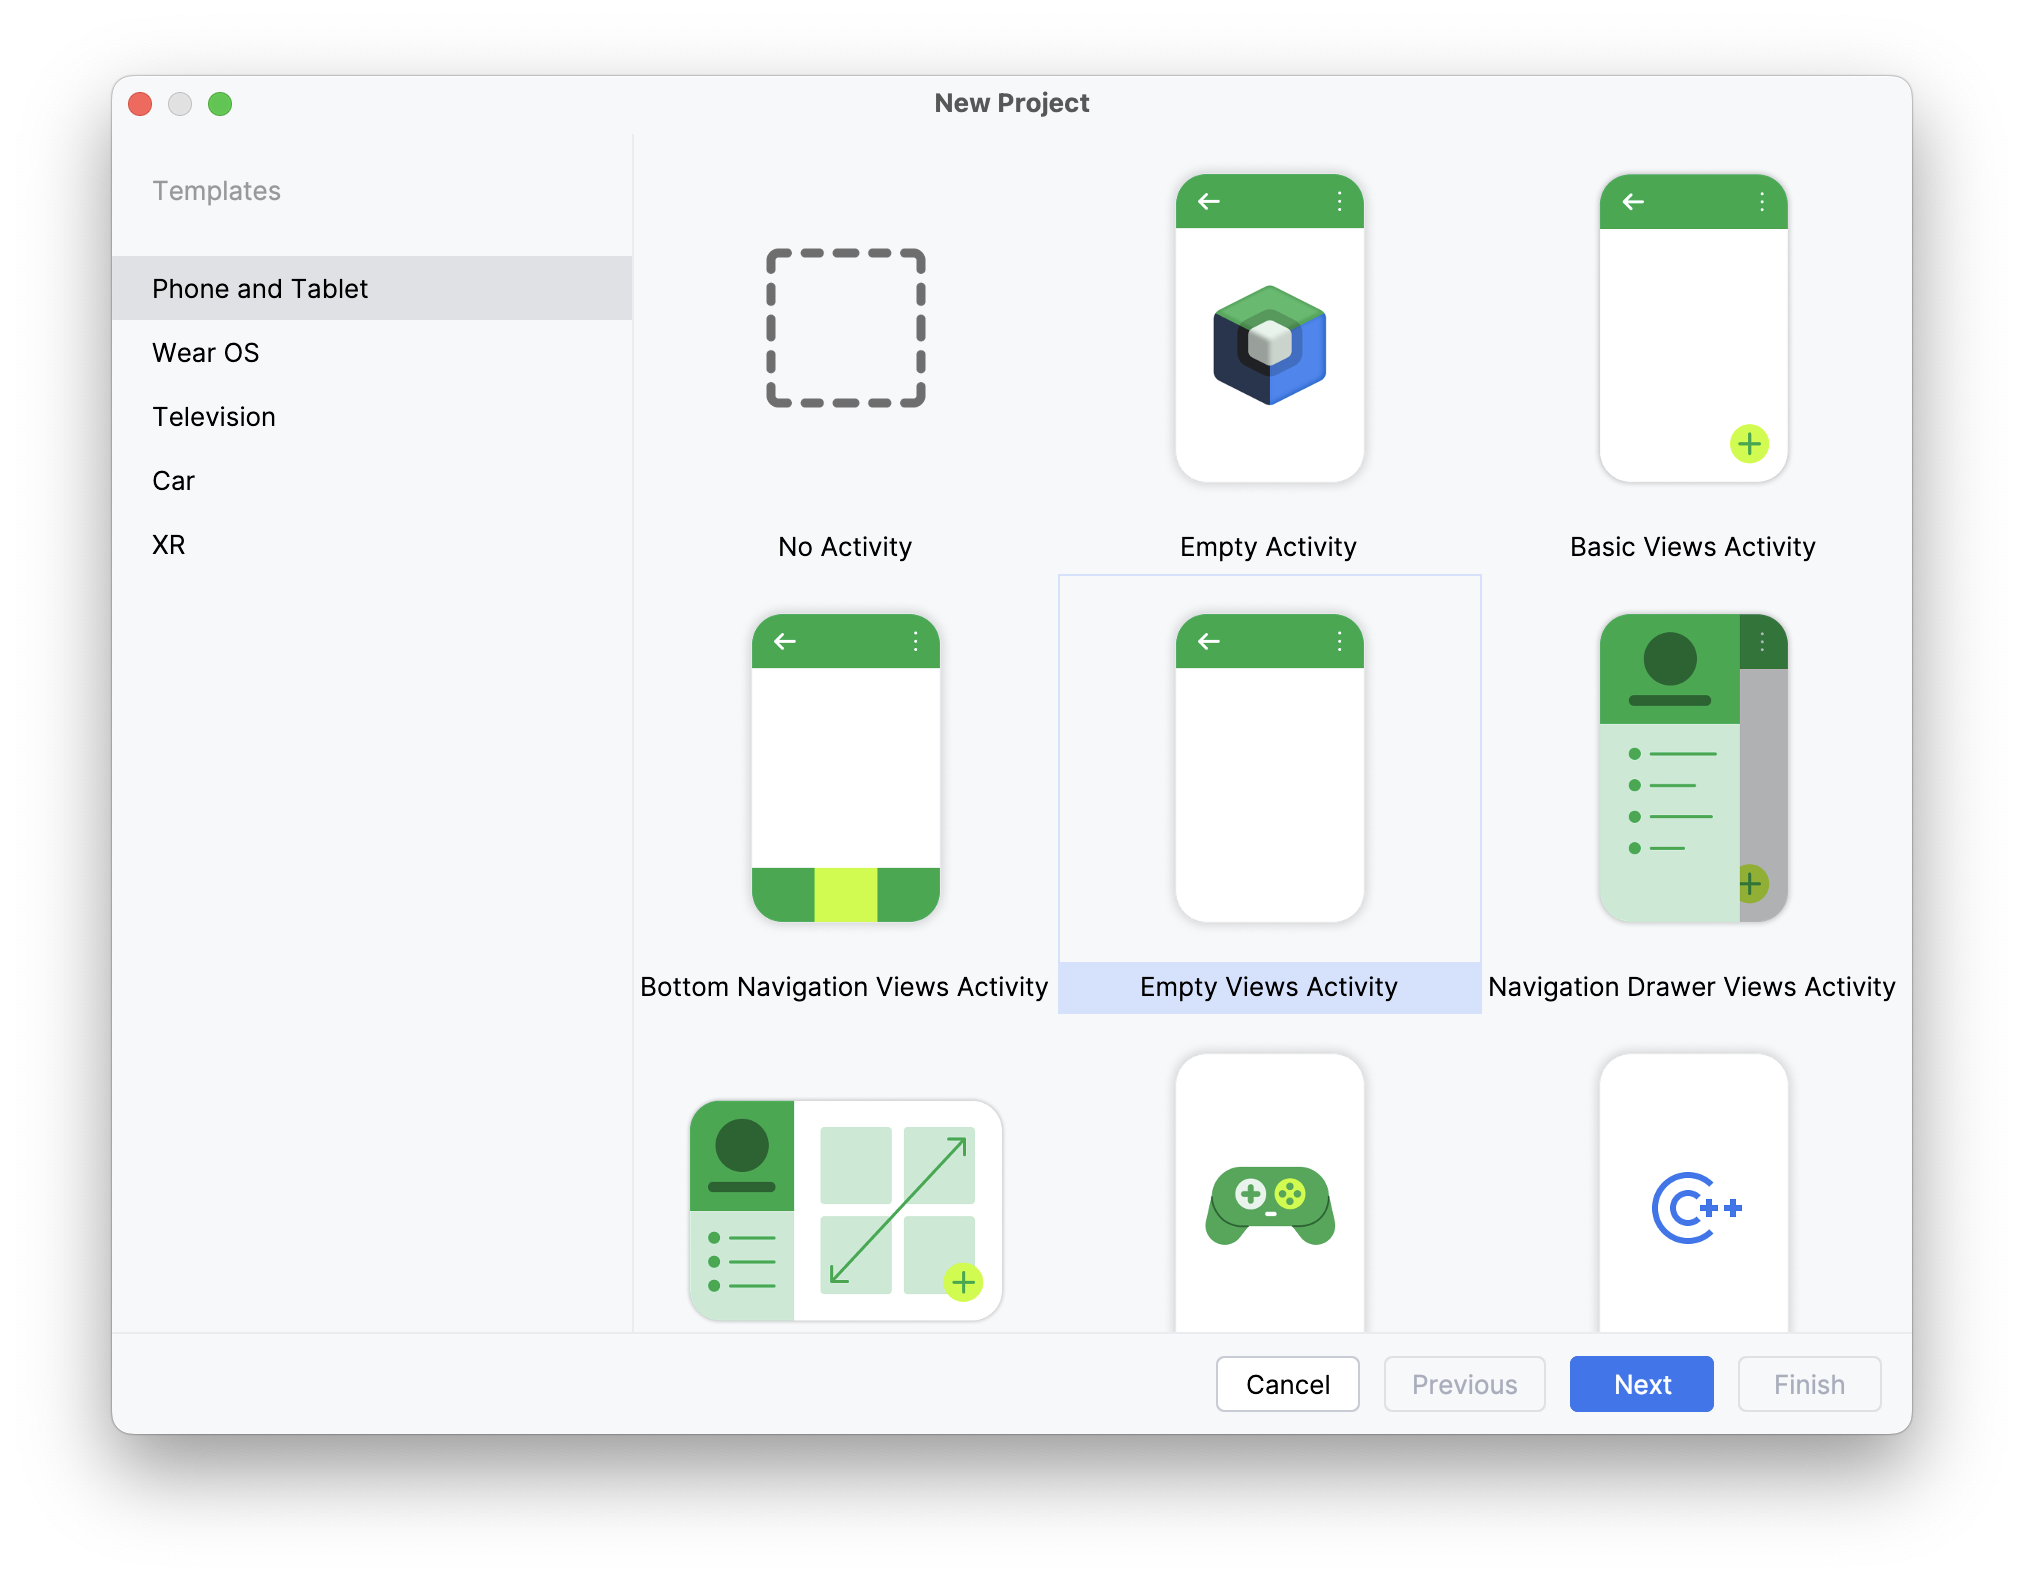 New Project
Templates
Phone and Tablet
Wear OS
Television
Car
XR
No Activity
Empty Activity
Basic Views Activity
Bottom Navigation Views Activity
Empty Views Activity
Navigation Drawer Views Activity
C++
Cancel
Previous
Next
Finish